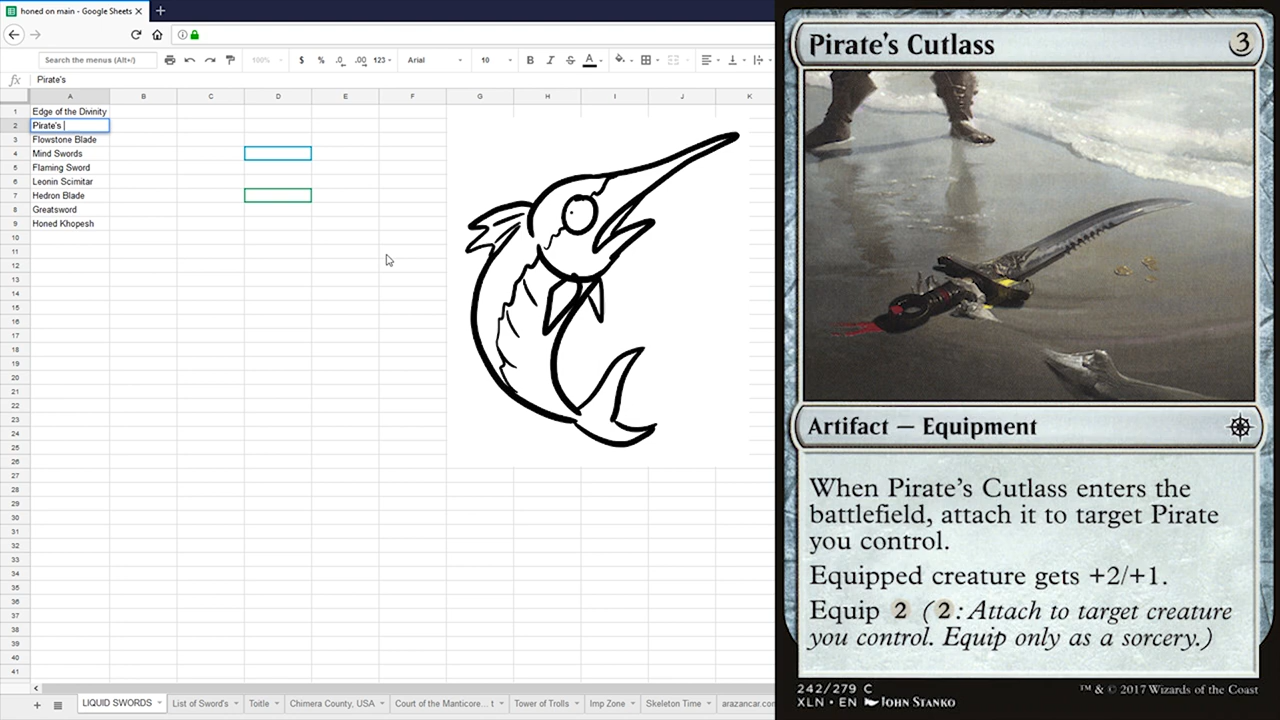 honed on main - Google Sheets
Search the menus (Alt+/)
100%
$ % .0 .00 123
Arial
10
B I S A
fx Pirate's
A B C D E F G H I J K
1 Edge of the Divinity
2 Pirate's
3 Flowstone Blade
4 Mind Swords
5 Flaming Sword
6 Leonin Scimitar
7 Hedron Blade
8 Greatsword
9 Honed Khopesh
10
11
12
13
14
15
16
17
18
19
20
21
22
23
24
25
26
27
28
29
30
31
32
33
34
35
36
37
38
39
40
41
LIQUID SWORDS List of Sword's Toitle Chimera County, USA Court of the Manticore... t Tower of Trolls Imp Zone Skeleton Time arazancar.com
Pirate's Cutlass 3
Artifact — Equipment
When Pirate's Cutlass enters the
battlefield, attach it to target Pirate
you control.
Equipped creature gets +2/+1.
Equip 2 (2: Attach to target creature
you control. Equip only as a sorcery.)
242/279 C
XLN • EN John Stanko
™ & © 2017 Wizards of the Coast